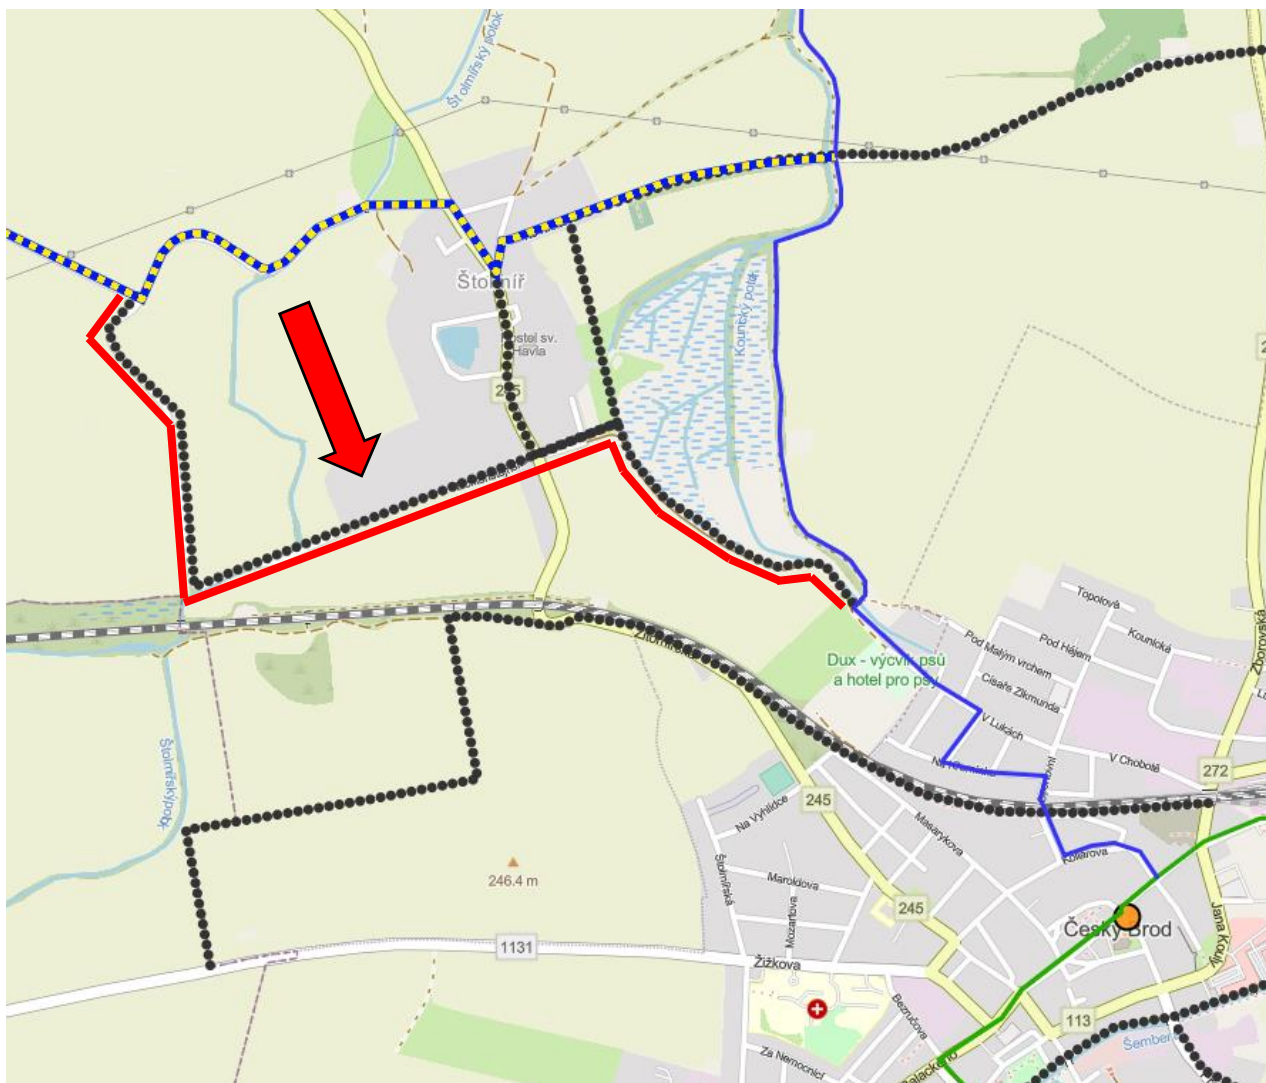 Štolmířský potok
Štolmíř
Kostel sv.
Havla
245
Kounický potok
2
Topolová
Kounická
Pod Hájem
Pod Malým vrchem
Císaře Zikmunda
V Lukách
V Chobotě
Zborovská
272
Dux - výcvik psů
a hotel pro psy
Žitomířská
Štolmířský potok
Na Vyhlídce
245
Masarykova
Kollárova
Štolmířská
Maroldova
Mozartova
245
246.4 m
1131
Žižkova
Český Brod
Jana Kouly
Bezručova
113
Za Nemocnicí
Palackého
Šembera